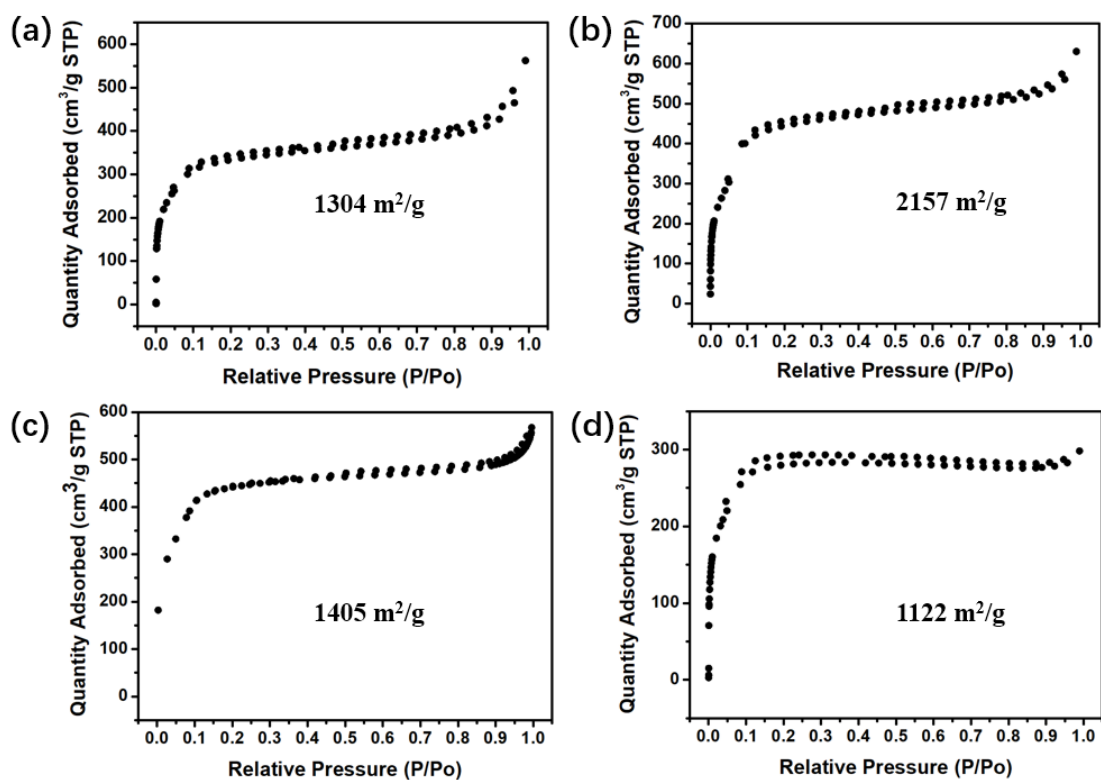 (a)
Quantity Adsorbed (cm³/g STP)
600
500
400
300
200
100
0
1304 m²/g
0.0 0.1 0.2 0.3 0.4 0.5 0.6 0.7 0.8 0.9 1.0
Relative Pressure (P/Po)
(b)
Quantity Adsorbed (cm³/g STP)
700
600
500
400
300
200
100
0
2157 m²/g
0.0 0.1 0.2 0.3 0.4 0.5 0.6 0.7 0.8 0.9 1.0
Relative Pressure (P/Po)
(c)
Quantity Adsorbed (cm³/g STP)
600
500
400
300
200
100
0
1405 m²/g
0.0 0.1 0.2 0.3 0.4 0.5 0.6 0.7 0.8 0.9 1.0
Relative Pressure (P/Po)
(d)
Quantity Adsorbed (cm³/g STP)
300
200
100
0
1122 m²/g
0.0 0.1 0.2 0.3 0.4 0.5 0.6 0.7 0.8 0.9 1.0
Relative Pressure (P/Po)